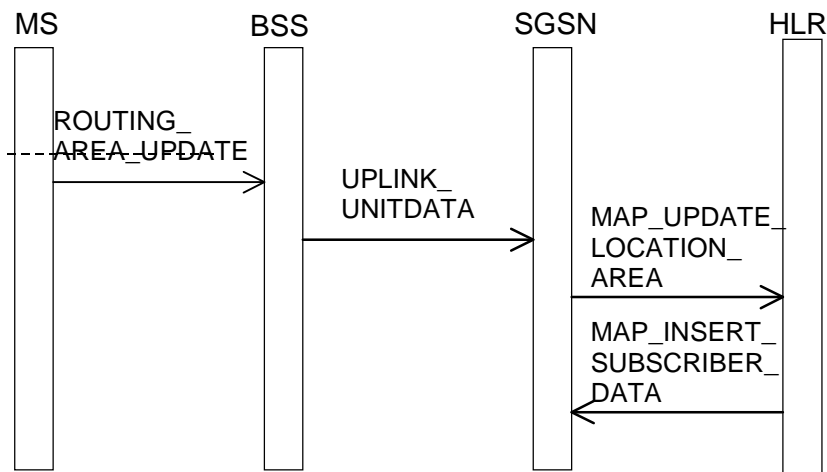 MS
BSS
SGSN
HLR
ROUTING_
AREA_UPDATE
UPLINK_
UNITDATA
MAP_UPDATE_
LOCATION_
AREA
MAP_INSERT_
SUBSCRIBER_
DATA